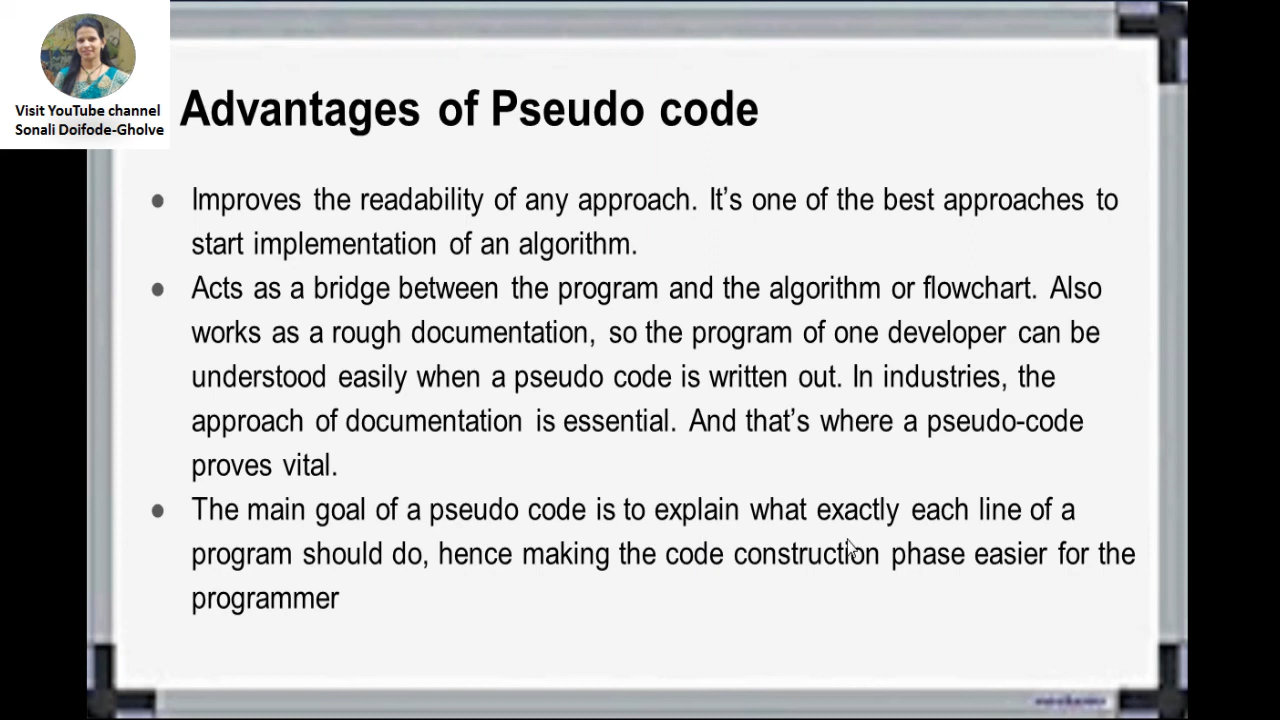 Visit YouTube channel
Sonali Doifode-Gholve
Advantages of Pseudo code
● Improves the readability of any approach. It’s one of the best approaches to
start implementation of an algorithm.
● Acts as a bridge between the program and the algorithm or flowchart. Also
works as a rough documentation, so the program of one developer can be
understood easily when a pseudo code is written out. In industries, the
approach of documentation is essential. And that’s where a pseudo-code
proves vital.
● The main goal of a pseudo code is to explain what exactly each line of a
program should do, hence making the code construction phase easier for the
programmer